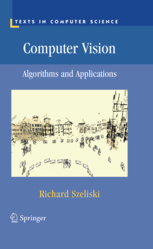 TEXTS IN COMPUTER SCIENCE
Computer Vision
Algorithms and Applications
Richard Szeliski
Springer